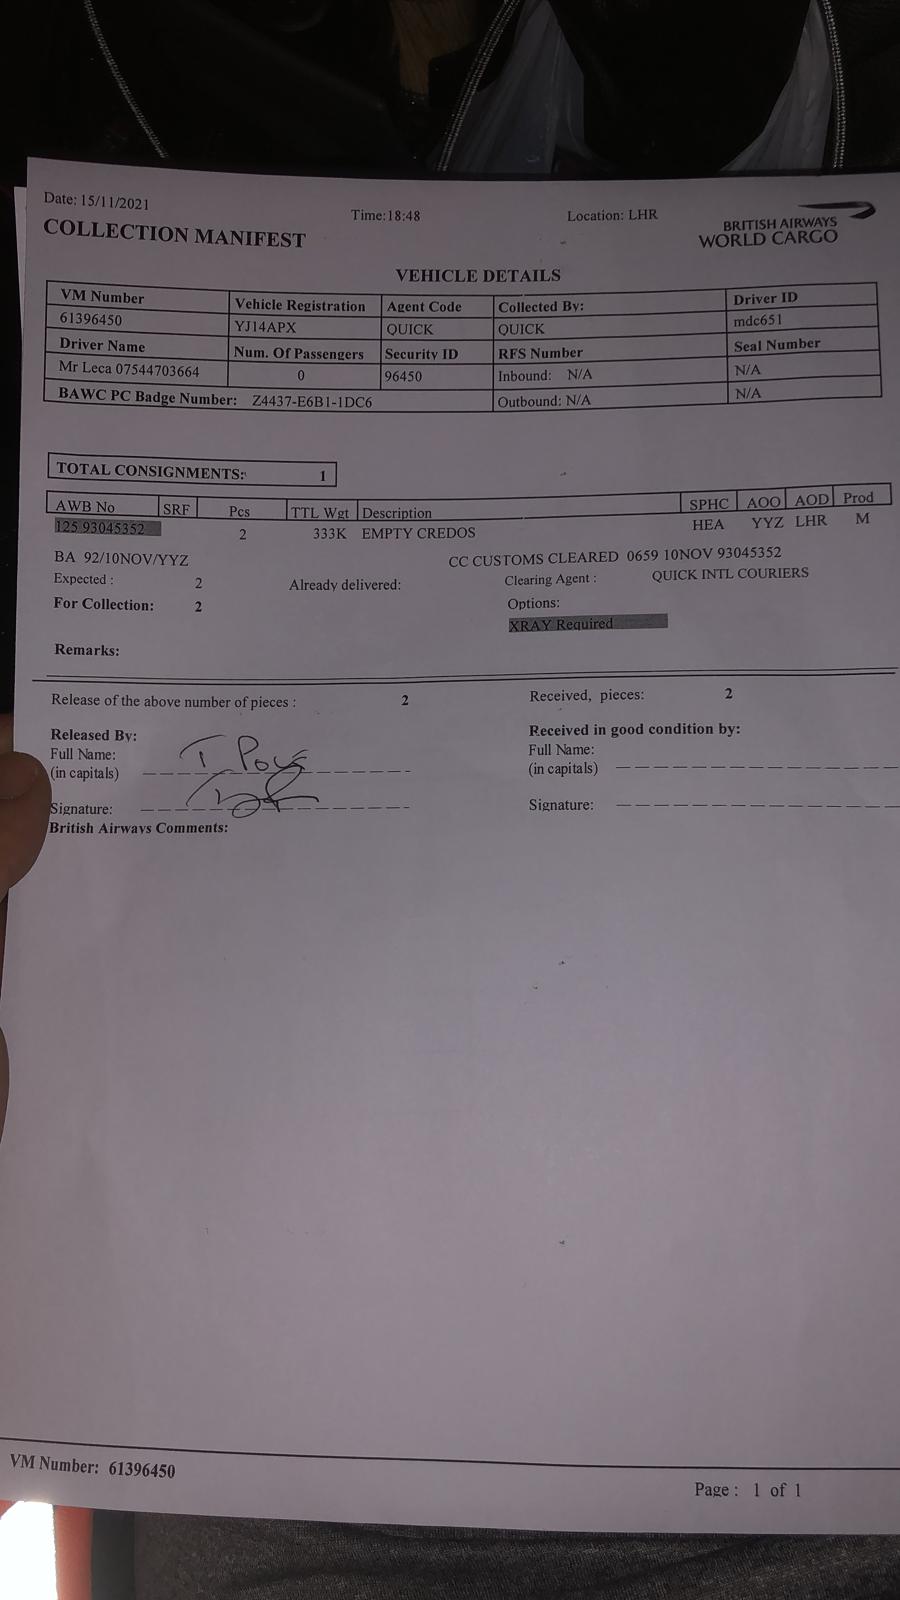 Date: 15/11/2021 Time:18:48 Location: LHR
BRITISH AIRWAYS
WORLD CARGO
COLLECTION MANIFEST
VEHICLE DETAILS
VM Number Vehicle Registration Agent Code Collected By: Driver ID
61396450 YJ14APX QUICK QUICK mdc651
Driver Name Num. Of Passengers Security ID RFS Number Seal Number
Mr Leca 07544703664 0 96450 Inbound: N/A N/A
BAWC PC Badge Number: Z4437-E6B1-1DC6 Outbound: N/A N/A
TOTAL CONSIGNMENTS: 1
AWB No SRF Pcs TTL Wgt Description SPHC AOO AOD Prod
125 93045352 2 333K EMPTY CREDOS HEA YYZ LHR M
BA 92/10NOV/YYZ CC CUSTOMS CLEARED 0659 10NOV 93045352
Expected : 2 Already delivered: Clearing Agent : QUICK INTL COURIERS
For Collection: 2 Options:
XRAY Required
Remarks:
Release of the above number of pieces : 2 Received, pieces: 2
Released By: Received in good condition by:
Full Name: Full Name:
(in capitals) (in capitals)
Signature: Signature:
British Airways Comments:
VM Number: 61396450
Page : 1 of 1